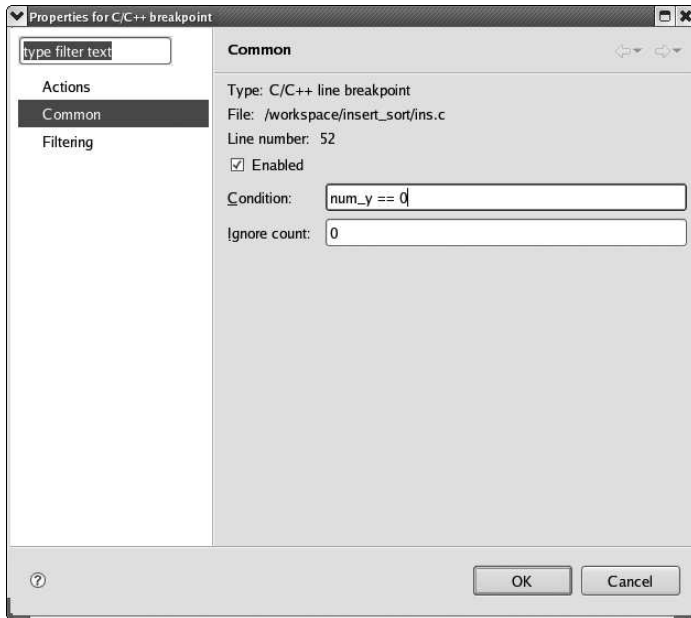 Properties for C/C++ breakpoint
type filter text
Actions
Common
Filtering
Common
Type: C/C++ line breakpoint
File: /workspace/insert_sort/ins.c
Line number: 52
Enabled
Condition: num_y == 0
Ignore count: 0
OK Cancel